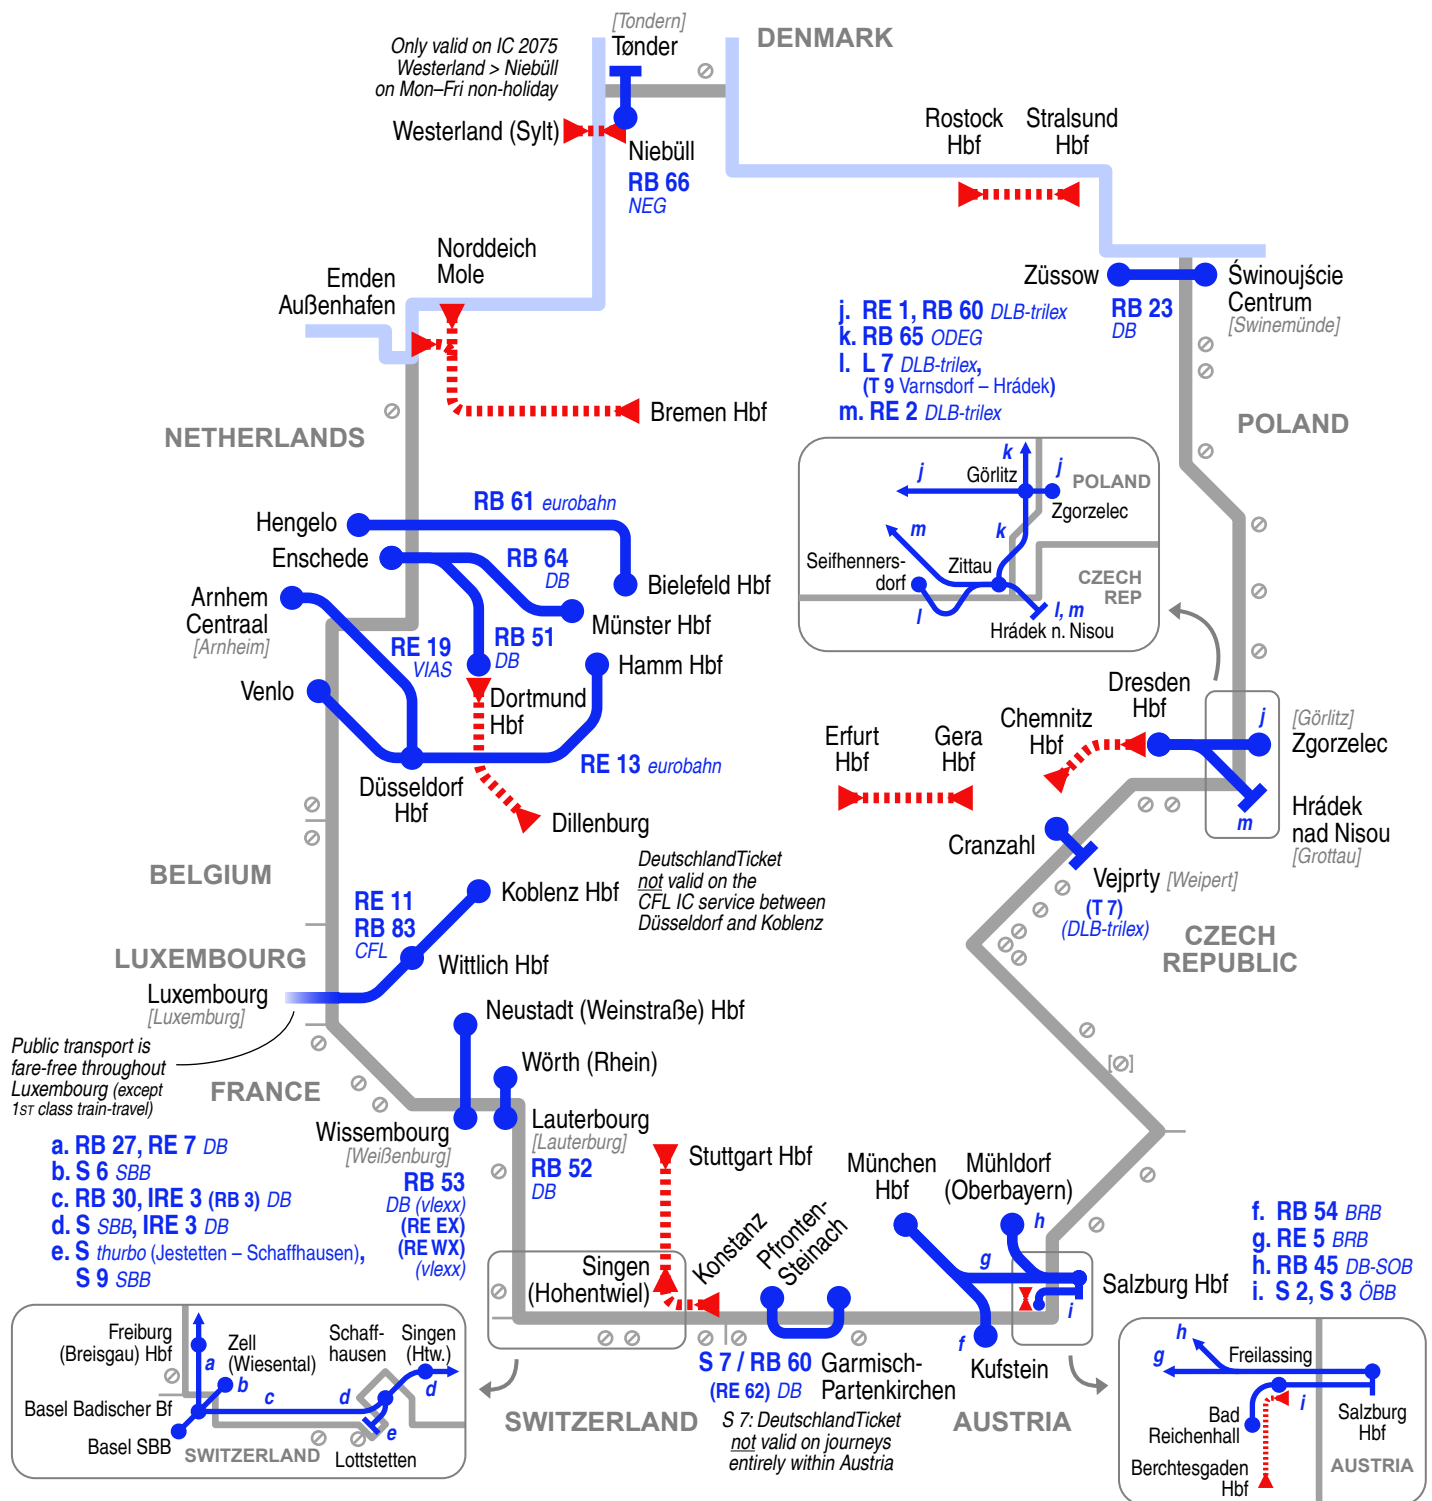 [Tondern]
Tønder
DENMARK
Only valid on IC 2075
Westerland > Niebüll
on Mon–Fri non-holiday
Westerland (Sylt)
Niebüll
RB 66
NEG
Rostock
Hbf
Stralsund
Hbf
Norddeich
Mole
Emden
Außenhafen
Bremen Hbf
NETHERLANDS
Züssow
RB 23
DB
Świnoujście
Centrum
[Swinemünde]
j. RE 1, RB 60 DLB-trilex
k. RB 65 ODEG
l. L 7 DLB-trilex,
(T 9 Varnsdorf – Hrádek)
m. RE 2 DLB-trilex
POLAND
k
j
Görlitz
j
POLAND
Zgorzelec
m
k
Seifhenners-
dorf
Zittau
CZECH
REP
l
l, m
Hrádek n. Nisou
RB 61 eurobahn
Hengelo
Enschede
RB 64
DB
Bielefeld Hbf
Arnhem
Centraal
[Arnheim]
Münster Hbf
RE 19
VIAS
RB 51
DB
Hamm Hbf
Venlo
Dortmund
Hbf
RE 13 eurobahn
Düsseldorf
Hbf
Dillenburg
Dresden
Hbf
Chemnitz
Hbf
Erfurt
Hbf
Gera
Hbf
j
[Görlitz]
Zgorzelec
m
Hrádek
nad Nisou
[Grottau]
Cranzahl
Vejprty [Weipert]
(T 7)
(DLB-trilex)
CZECH
REPUBLIC
BELGIUM
DeutschlandTicket
not valid on the
CFL IC service between
Düsseldorf and Koblenz
RE 11
RB 83
CFL
Koblenz Hbf
Wittlich Hbf
LUXEMBOURG
Luxembourg
[Luxemburg]
Public transport is
fare-free throughout
Luxembourg (except
1ST class train-travel)
FRANCE
Neustadt (Weinstraße) Hbf
Wörth (Rhein)
Wissembourg
[Weißenburg]
RB 53
DB (vlexx)
(RE EX)
(RE WX)
(vlexx)
Lauterbourg
[Lauterburg]
RB 52
DB
a. RB 27, RE 7 DB
b. S 6 SBB
c. RB 30, IRE 3 (RB 3) DB
d. S SBB, IRE 3 DB
e. S thurbo (Jestetten – Schaffhausen),
S 9 SBB
Stuttgart Hbf
Singen
(Hohentwiel)
Konstanz
Pfronten-
Steinach
München
Hbf
Mühldorf
(Oberbayern)
h
g
Salzburg Hbf
i
f
Kufstein
f. RB 54 BRB
g. RE 5 BRB
h. RB 45 DB-SOB
i. S 2, S 3 ÖBB
S 7 / RB 60
(RE 62) DB
Garmisch-
Partenkirchen
S 7: DeutschlandTicket
not valid on journeys
entirely within Austria
SWITZERLAND
AUSTRIA
Freiburg
(Breisgau) Hbf
Zell
(Wiesental)
Schaff-
hausen
Singen
(Htw.)
a
b
c
d
d
e
Basel Badischer Bf
Basel SBB
SWITZERLAND
Lottstetten
h
g
Freilassing
i
Bad
Reichenhall
Salzburg
Hbf
Berchtesgaden
Hbf
AUSTRIA